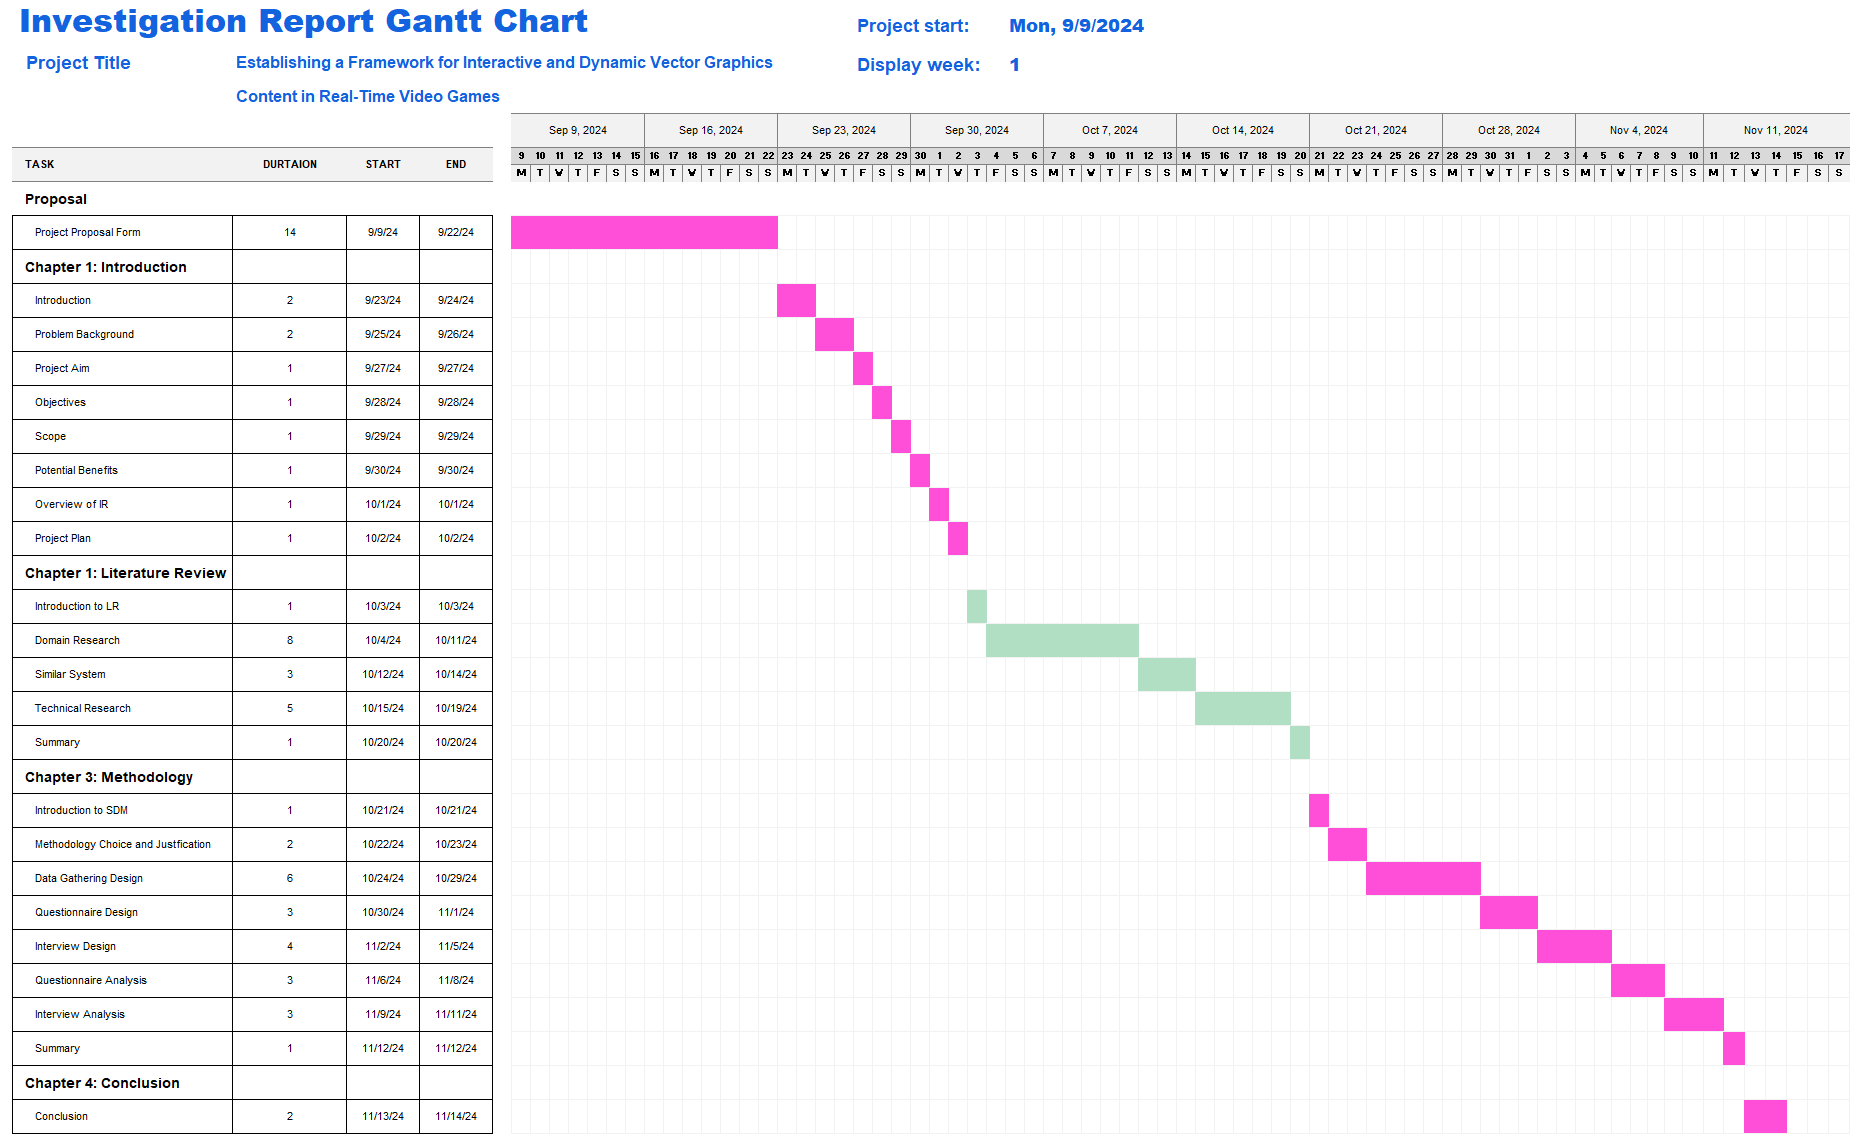 Investigation Report Gantt Chart
Project start: Mon, 9/9/2024
Project Title Establishing a Framework for Interactive and Dynamic Vector Graphics
Display week: 1
Content in Real-Time Video Games
Sep 9, 2024 Sep 16, 2024 Sep 23, 2024 Sep 30, 2024 Oct 7, 2024 Oct 14, 2024 Oct 21, 2024 Oct 28, 2024 Nov 4, 2024 Nov 11, 2024
9 10 11 12 13 14 15 16 17 18 19 20 21 22 23 24 25 26 27 28 29 30 1 2 3 4 5 6 7 8 9 10 11 12 13 14 15 16 17 18 19 20 21 22 23 24 25 26 27 28 29 30 31 1 2 3 4 5 6 7 8 9 10 11 12 13 14 15 16 17
TASK DURTAION START END
M T W T F S S M T W T F S S M T W T F S S M T W T F S S M T W T F S S M T W T F S S M T W T F S S M T W T F S S M T W T F S S M T W T F S S
Proposal
Project Proposal Form 14 9/9/24 9/22/24
Chapter 1: Introduction
Introduction 2 9/23/24 9/24/24
Problem Background 2 9/25/24 9/26/24
Project Aim 1 9/27/24 9/27/24
Objectives 1 9/28/24 9/28/24
Scope 1 9/29/24 9/29/24
Potential Benefits 1 9/30/24 9/30/24
Overview of IR 1 10/1/24 10/1/24
Project Plan 1 10/2/24 10/2/24
Chapter 1: Literature Review
Introduction to LR 1 10/3/24 10/3/24
Domain Research 8 10/4/24 10/11/24
Similar System 3 10/12/24 10/14/24
Technical Research 5 10/15/24 10/19/24
Summary 1 10/20/24 10/20/24
Chapter 3: Methodology
Introduction to SDM 1 10/21/24 10/21/24
Methodology Choice and Justfication 2 10/22/24 10/23/24
Data Gathering Design 6 10/24/24 10/29/24
Questionnaire Design 3 10/30/24 11/1/24
Interview Design 4 11/2/24 11/5/24
Questionnaire Analysis 3 11/6/24 11/8/24
Interview Analysis 3 11/9/24 11/11/24
Summary 1 11/12/24 11/12/24
Chapter 4: Conclusion
Conclusion 2 11/13/24 11/14/24